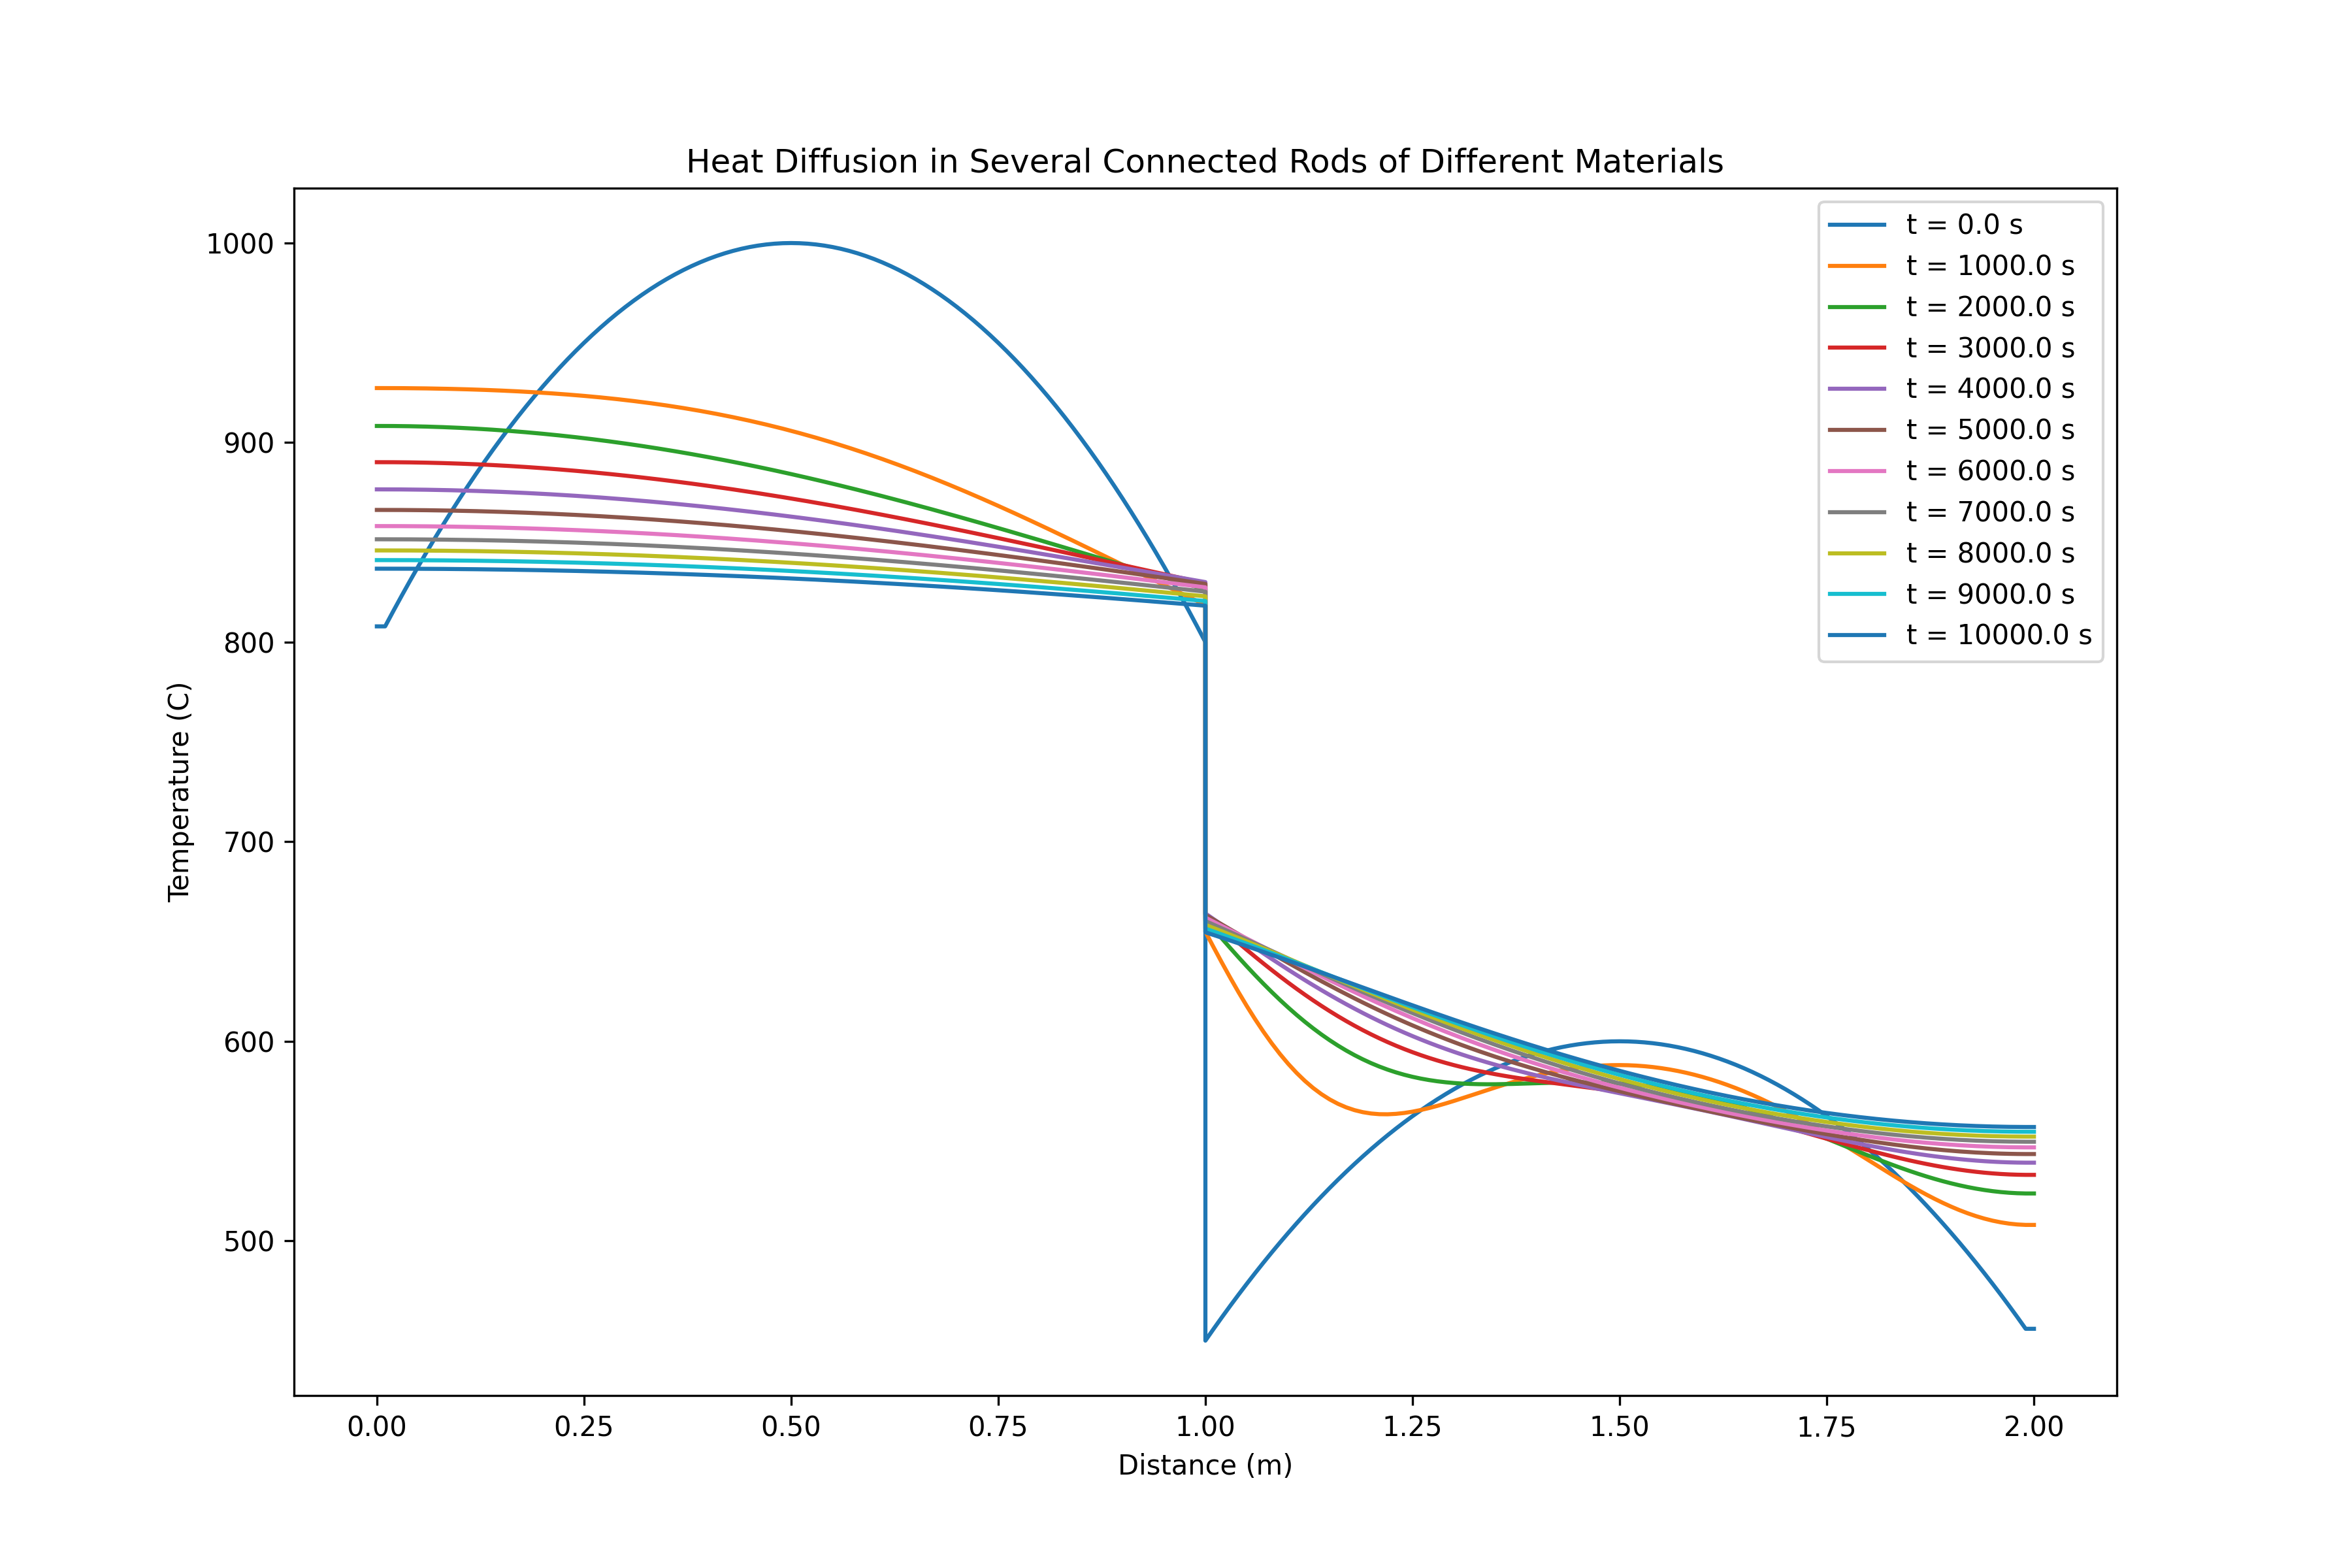 Heat Diffusion in Several Connected Rods of Different Materials
1000
900
800
700
600
500
Temperature (C)
t = 0.0 s
t = 1000.0 s
t = 2000.0 s
t = 3000.0 s
t = 4000.0 s
t = 5000.0 s
t = 6000.0 s
t = 7000.0 s
t = 8000.0 s
t = 9000.0 s
t = 10000.0 s
0.00 0.25 0.50 0.75 1.00 1.25 1.50 1.75 2.00
Distance (m)